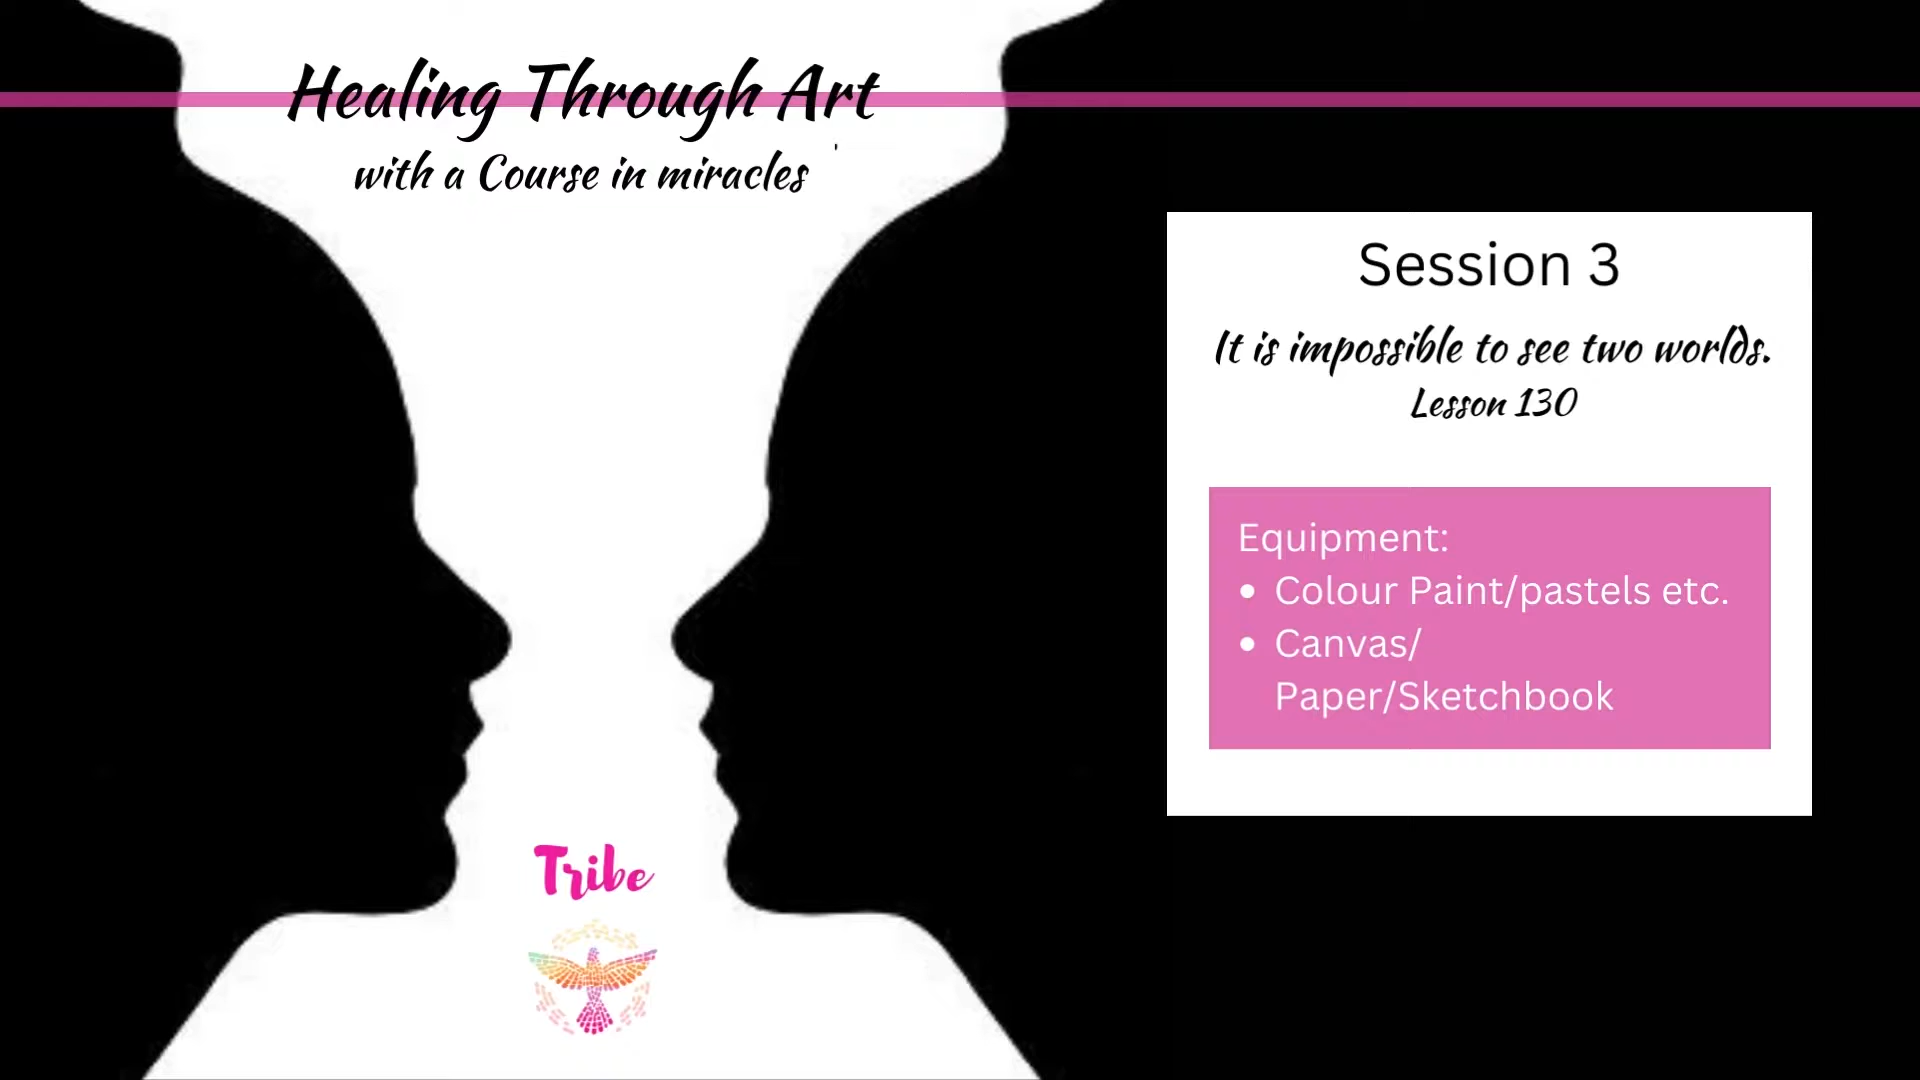 Healing Through Art
with a Course in miracles
Session 3
It is impossible to see two worlds.
Lesson 130
Equipment:
• Colour Paint/pastels etc.
• Canvas/
Paper/Sketchbook
Tribe